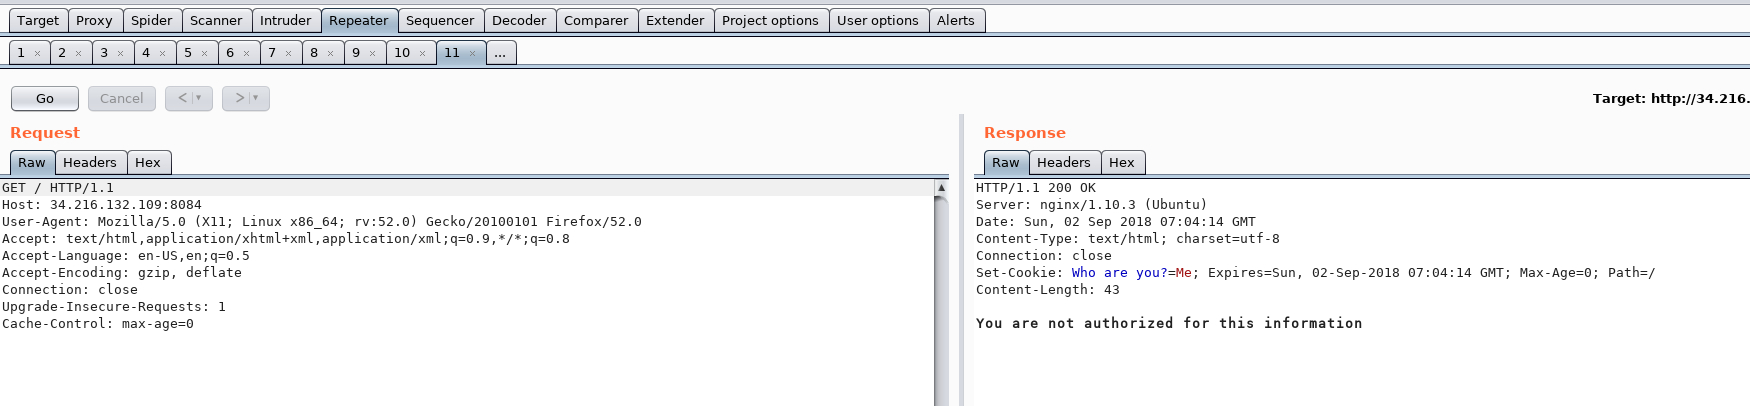 Target Proxy Spider Scanner Intruder Repeater Sequencer Decoder Comparer Extender Project options User options Alerts
1 × 2 × 3 × 4 × 5 × 6 × 7 × 8 × 9 × 10 × 11 × ...
Go Cancel < ▾ > ▾
Target: http://34.216.
Request
Raw Headers Hex
GET / HTTP/1.1
Host: 34.216.132.109:8084
User-Agent: Mozilla/5.0 (X11; Linux x86_64; rv:52.0) Gecko/20100101 Firefox/52.0
Accept: text/html,application/xhtml+xml,application/xml;q=0.9,*/*;q=0.8
Accept-Language: en-US,en;q=0.5
Accept-Encoding: gzip, deflate
Connection: close
Upgrade-Insecure-Requests: 1
Cache-Control: max-age=0
Response
Raw Headers Hex
HTTP/1.1 200 OK
Server: nginx/1.10.3 (Ubuntu)
Date: Sun, 02 Sep 2018 07:04:14 GMT
Content-Type: text/html; charset=utf-8
Connection: close
Set-Cookie: Who are you?=Me; Expires=Sun, 02-Sep-2018 07:04:14 GMT; Max-Age=0; Path=/
Content-Length: 43
You are not authorized for this information